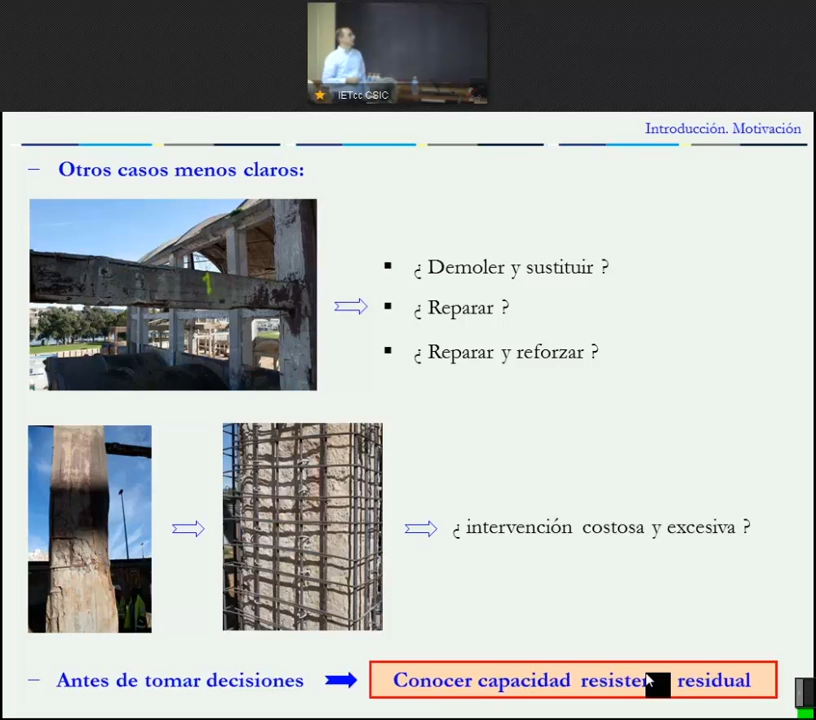 IETcc CSIC
Introducción. Motivación
– Otros casos menos claros:
1
▪ ¿ Demoler y sustituir ?
▪ ¿ Reparar ?
▪ ¿ Reparar y reforzar ?
¿ intervención costosa y excesiva ?
– Antes de tomar decisiones
Conocer capacidad residual